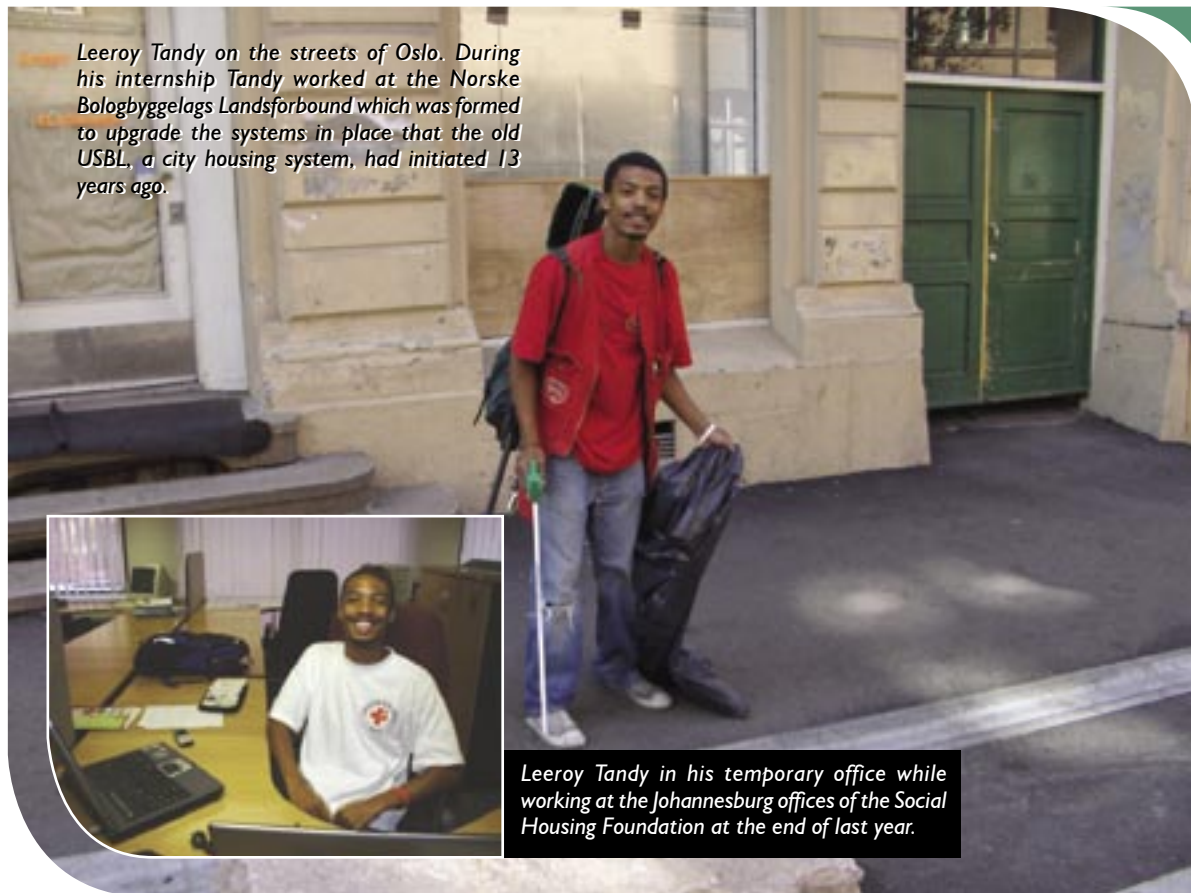 Leeroy Tandy on the streets of Oslo. During
his internship Tandy worked at the Norske
Bologbyggelags Landsforbound which was formed
to upgrade the systems in place that the old
USBL, a city housing system, had initiated 13
years ago.
Leeroy Tandy in his temporary office while
working at the Johannesburg offices of the Social
Housing Foundation at the end of last year.